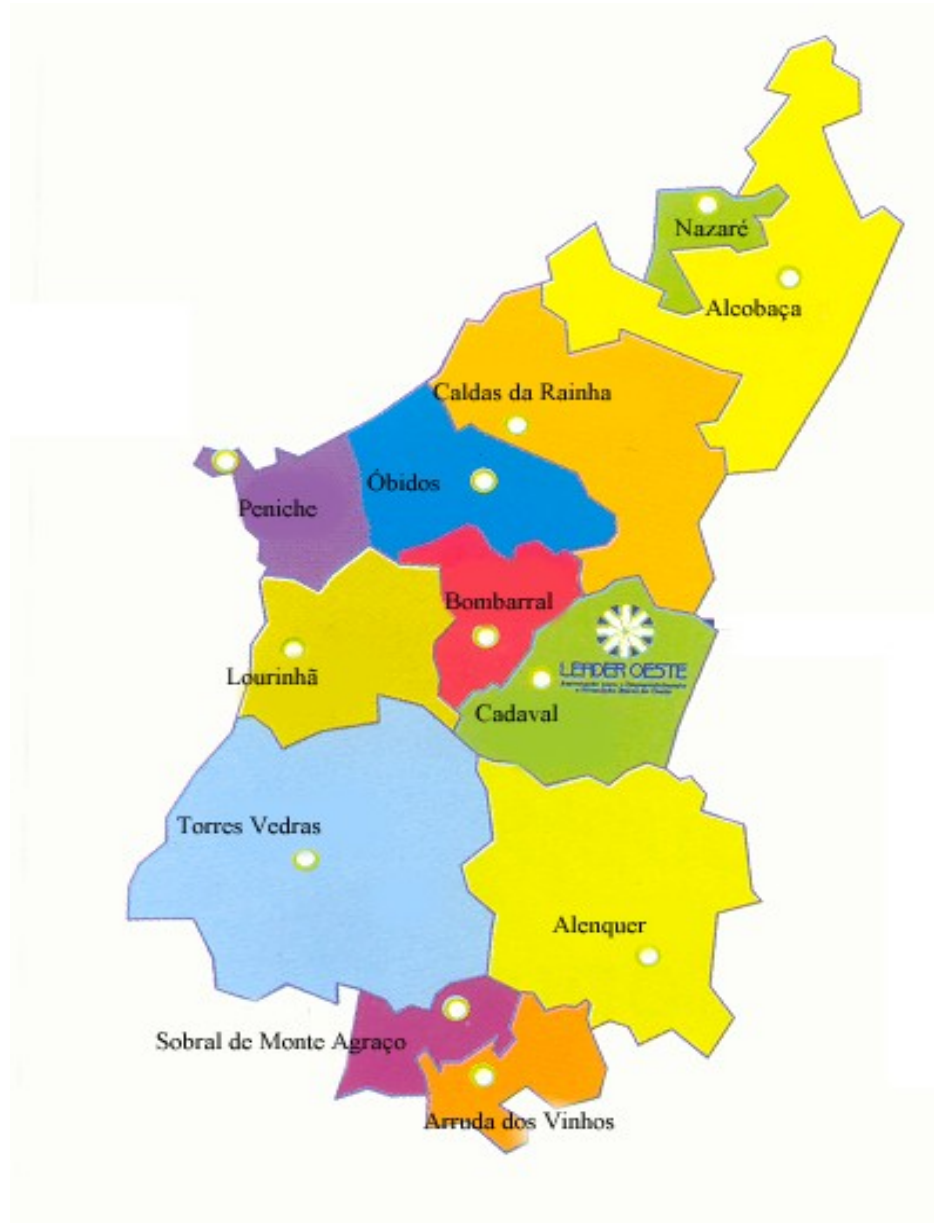 Nazaré
Alcobaça
Caldas da Rainha
Óbidos
Peniche
Bombarral
LEADER OESTE
Lourinhã
Cadaval
Torres Vedras
Alenquer
Sobral de Monte Agraço
Arruda dos Vinhos